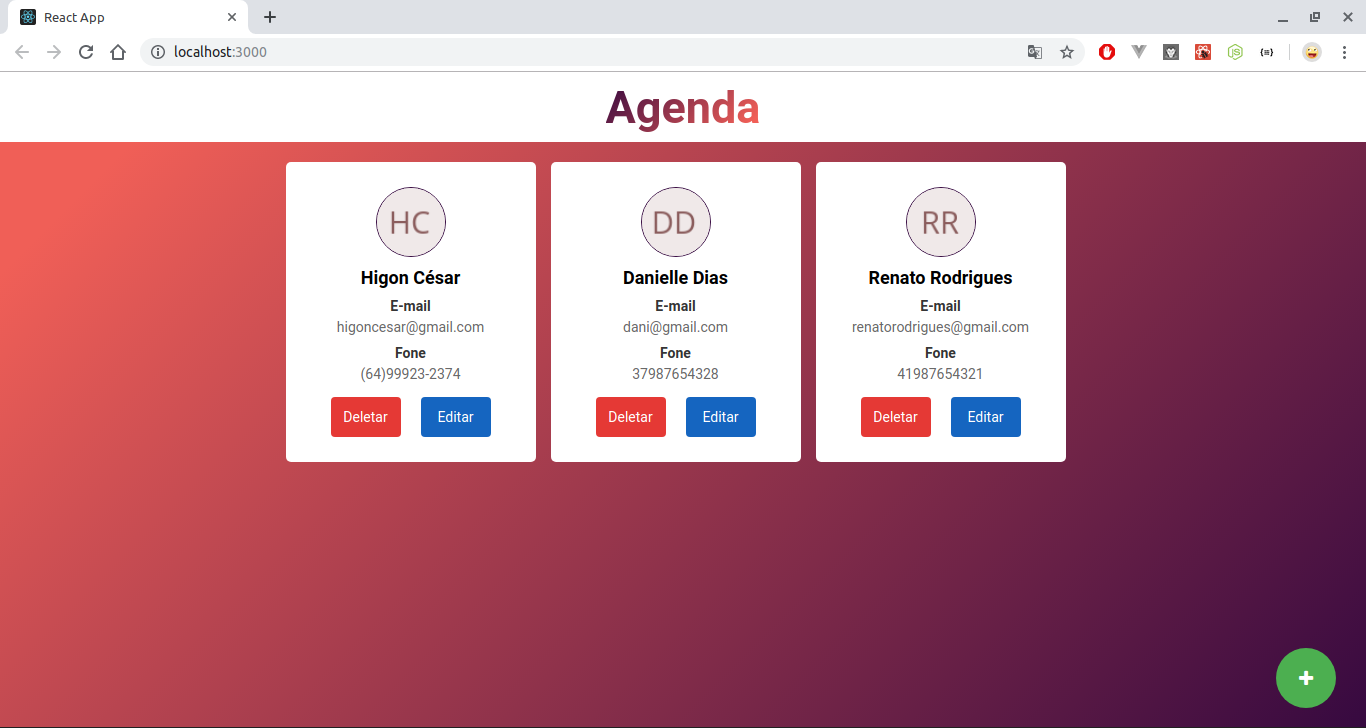 React App
localhost:3000
Agenda
HC
Higon César
E-mail
higoncesar@gmail.com
Fone
(64)99923-2374
Deletar Editar
DD
Danielle Dias
E-mail
dani@gmail.com
Fone
37987654328
Deletar Editar
RR
Renato Rodrigues
E-mail
renatorodrigues@gmail.com
Fone
41987654321
Deletar Editar